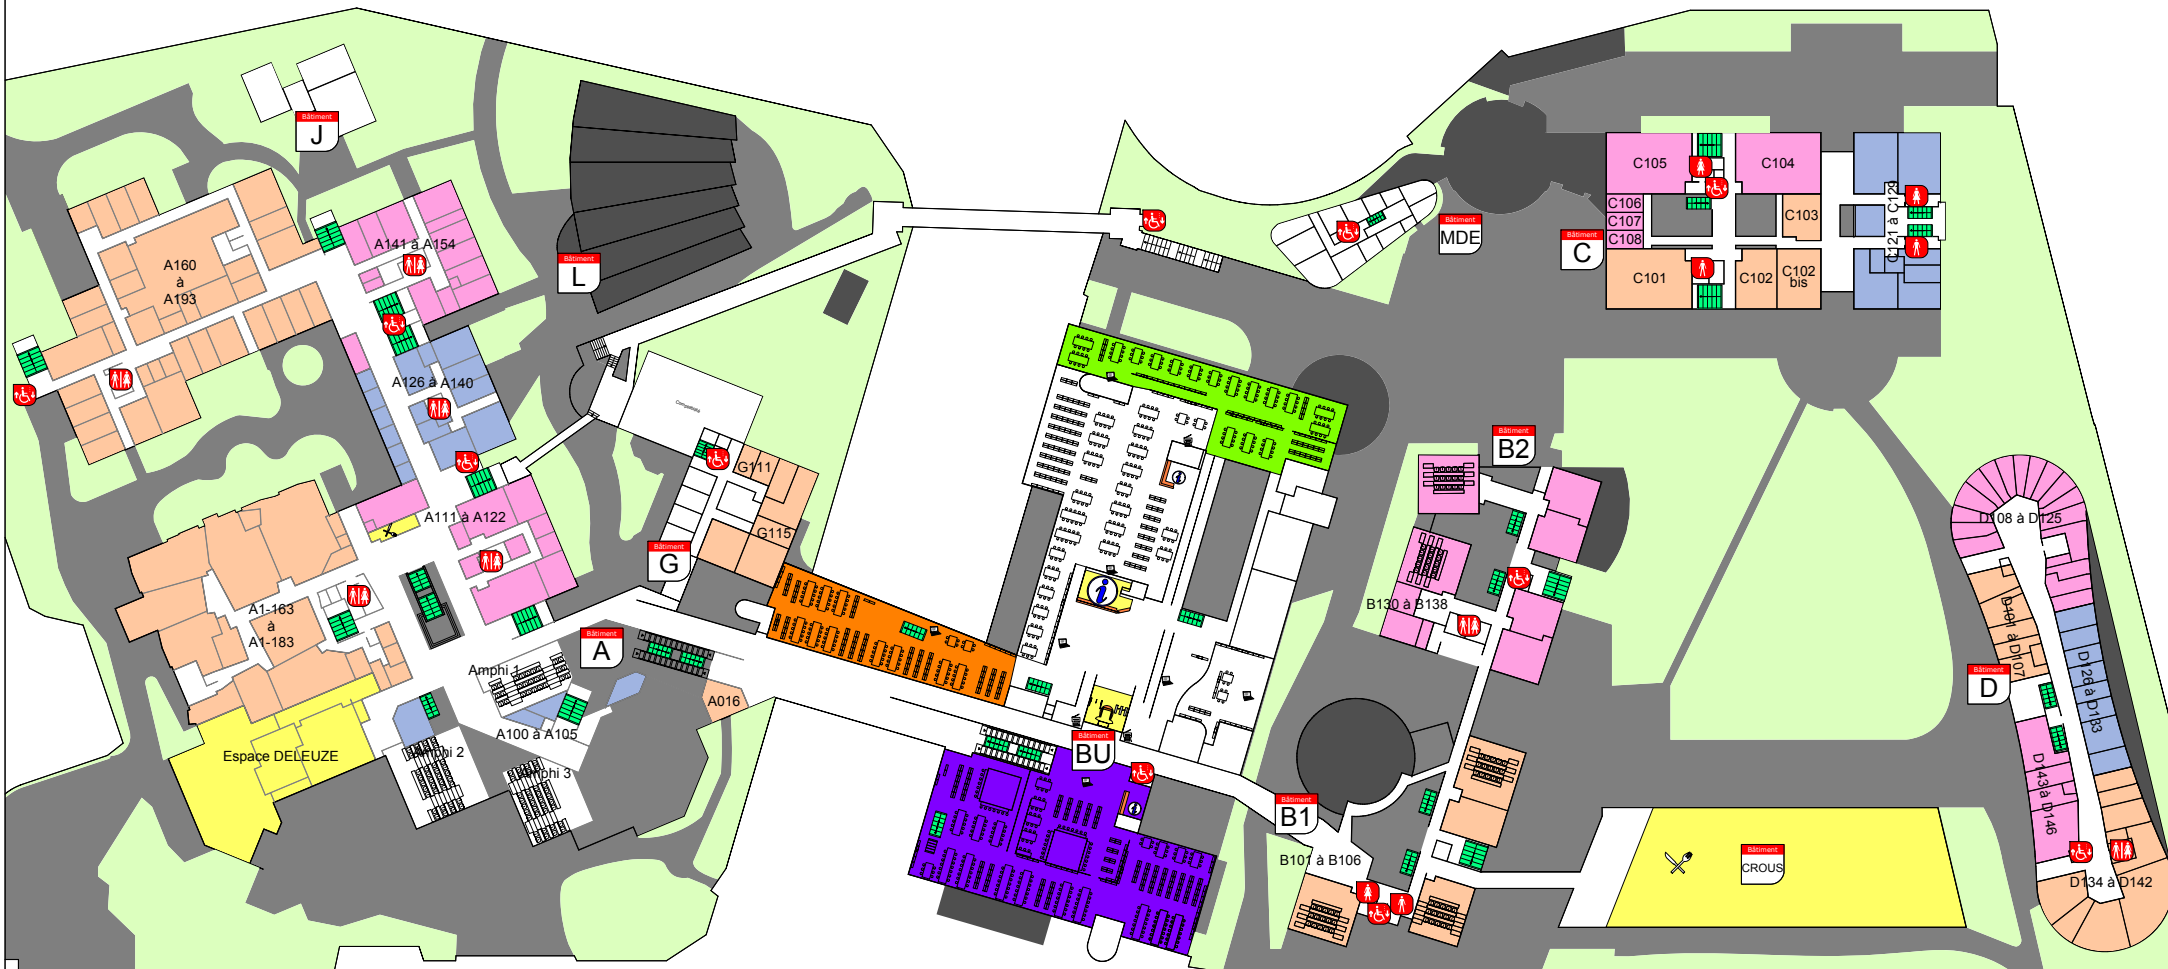 Bâtiment
J
Bâtiment
L
Bâtiment
MDE
Bâtiment
C
C105
C104
C106
C107
C108
C103
C101
C102
C102
bis
C121 à C129
A141 à A154
A160
à
A193
A126 à A140
A111 à A122
A1-163
à
A1-183
Espace DELEUZE
Amphi 1
Amphi 2
Amphi 3
A100 à A105
Bâtiment
A
A016
Bâtiment
G
G111
G115
Bâtiment
BU
Bâtiment
B2
B130 à B138
Bâtiment
B1
B101 à B106
Bâtiment
CROUS
Bâtiment
D
D108 à D125
D101 à D107
D126 à D133
D143 à D146
D134 à D142